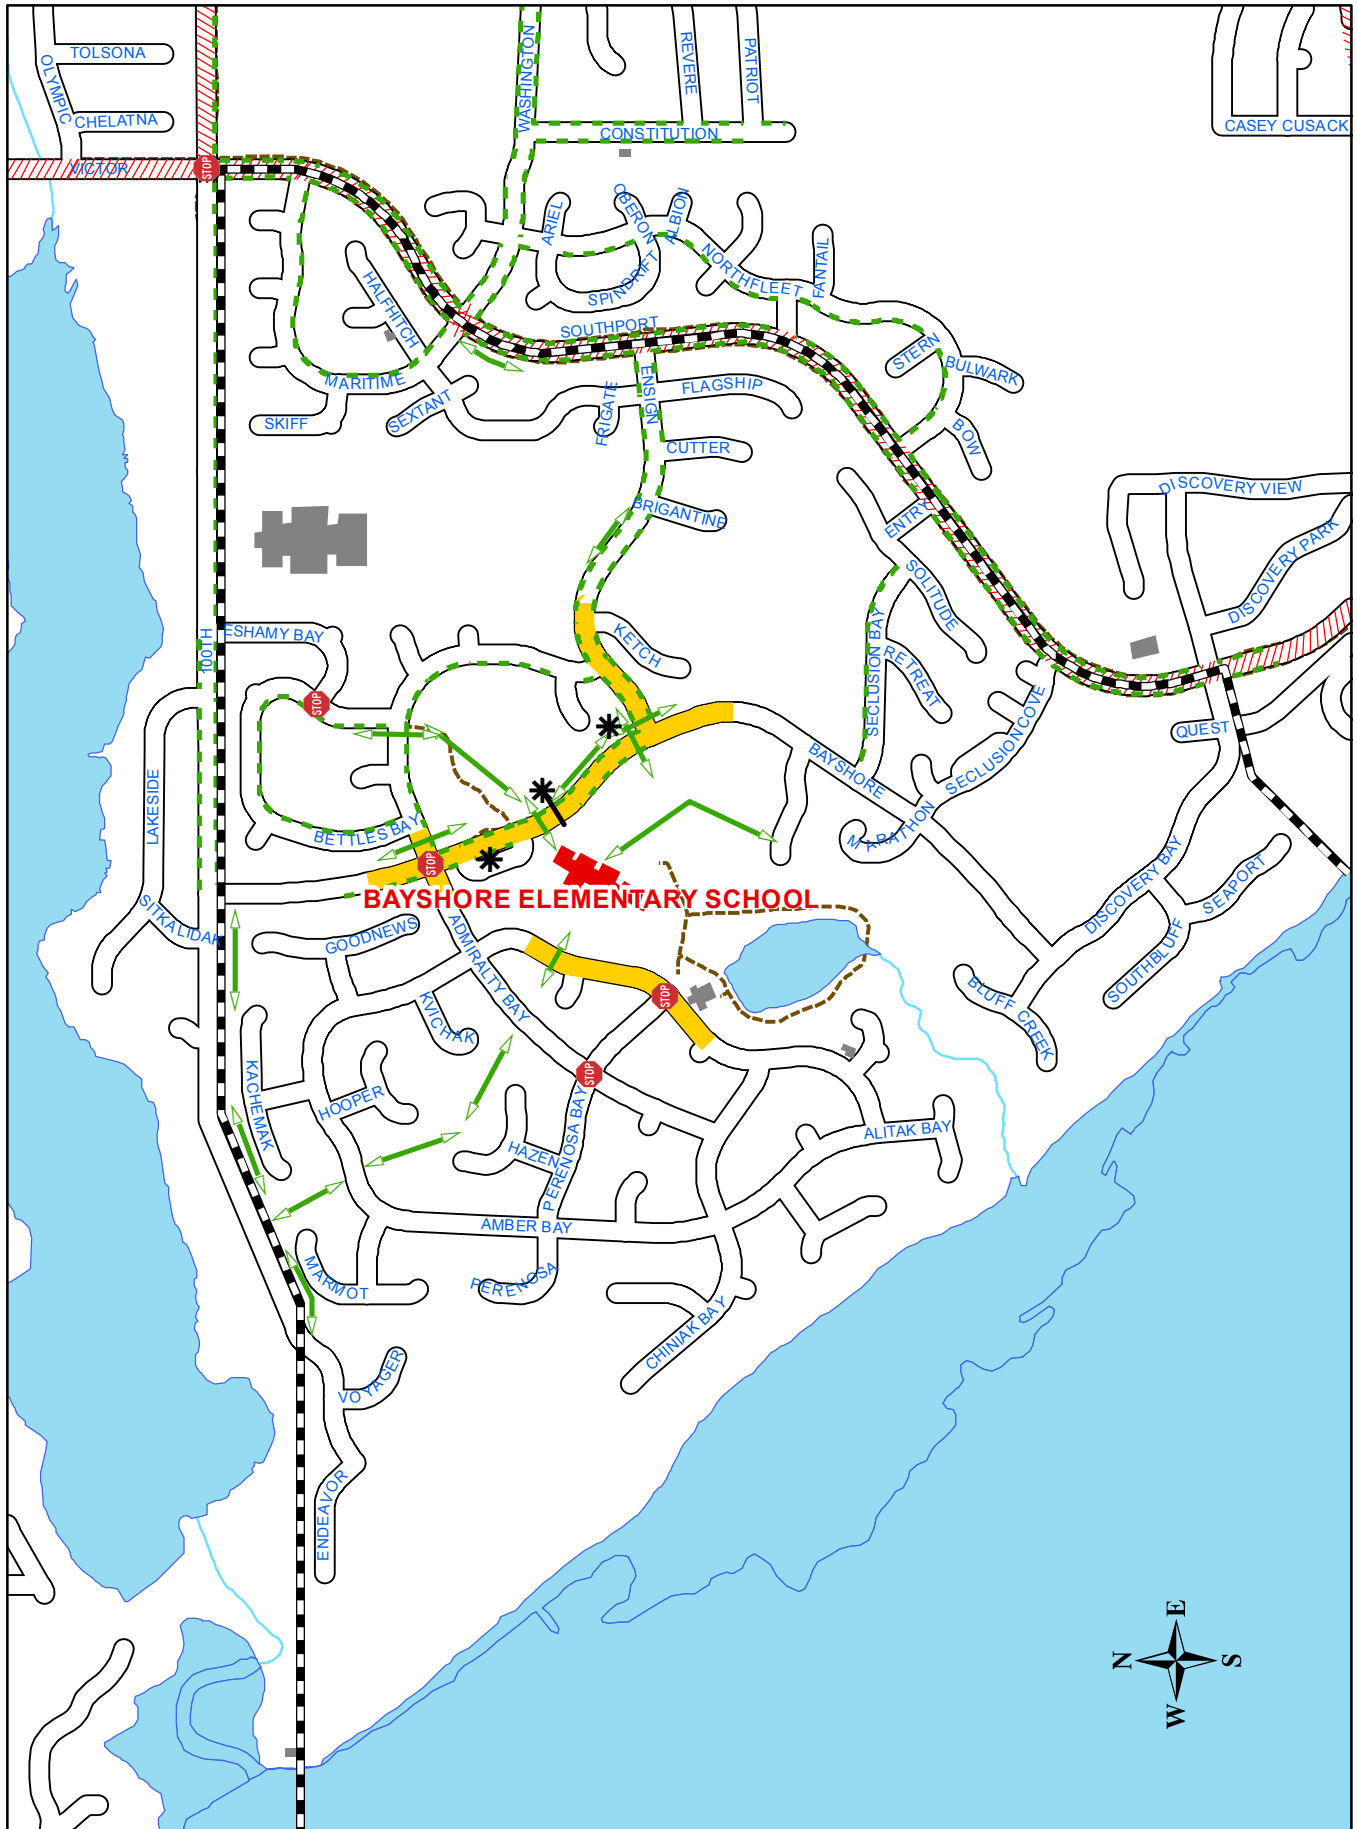 TOLSONA
OLYMPIC
CHELATNA
VICTOR
STOP
WASHINGTON
REVERE
PATRIOT
CONSTITUTION
CASEY CUSACK
ARIEL
OBERON
ALBION
SPINDRIFT
NORTHFLEET
FANTAIL
HALFHITCH
SOUTHPORT
STERN
BULWARK
MARITIME
SEXTANT
SKIFF
FRIGATE
ENSIGN
FLAGSHIP
BOW
CUTTER
BRIGANTINE
ENTRY
DISCOVERY VIEW
DISCOVERY PARK
SOLITUDE
100TH
ESHAMY BAY
KETCH
SECLUSION BAY
RETREAT
STOP
SECLUSION COVE
QUEST
LAKESIDE
BAYSHORE
MARATHON
BETTLES BAY
STOP
BAYSHORE ELEMENTARY SCHOOL
DISCOVERY BAY
SEAPORT
SOUTHBLUFF
SITKALIDAK
GOODNEWS
ADMIRALTY BAY
KVICHAK
STOP
BLUFF CREEK
KACHEMAK
HOOPER
STOP
HAZEN
PERENOSA BAY
ALITAK BAY
AMBER BAY
MARMOT
PERENOSA
CHINIAK BAY
VOYAGER
ENDEAVOR
E
N
S
W